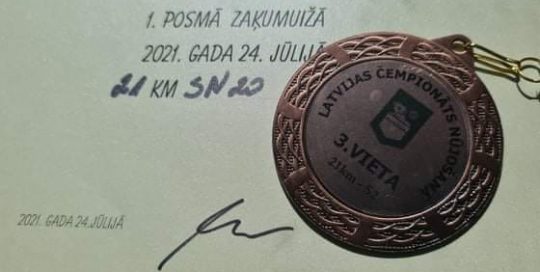 1. POSMĀ ZAĶUMUIŽĀ
2021. GADA 24. JŪLIJĀ
21 KM SN20
LATVIJAS ČEMPIONĀTS NŪJOŠANĀ
3.VIETA
21km - S2
2021. GADA 24.JŪLIJĀ